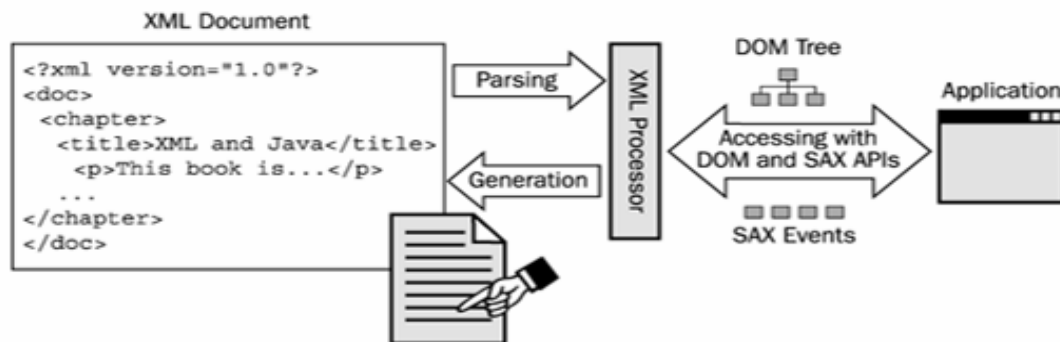 XML Document
<?xml version="1.0"?>
<doc>
<chapter>
<title>XML and Java</title>
<p>This book is...</p>
...
</chapter>
</doc>
Parsing
Generation
XML Processor
DOM Tree
Accessing with
DOM and SAX APIs
SAX Events
Application